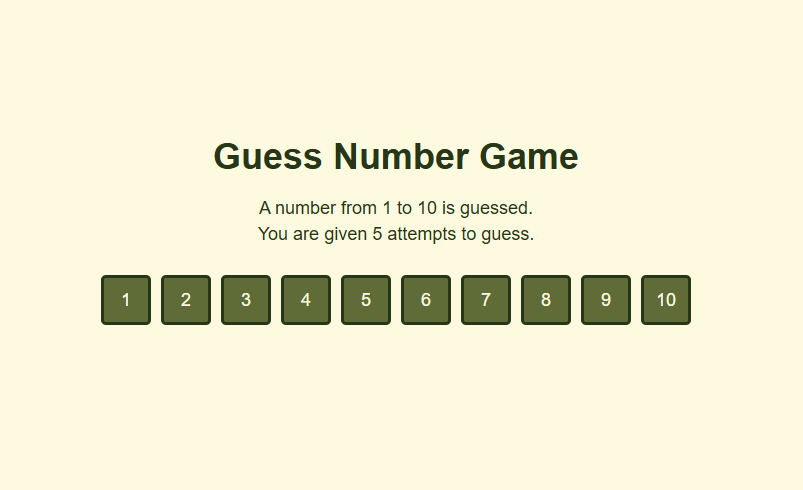 Guess Number Game
A number from 1 to 10 is guessed.
You are given 5 attempts to guess.
1 2 3 4 5 6 7 8 9 10